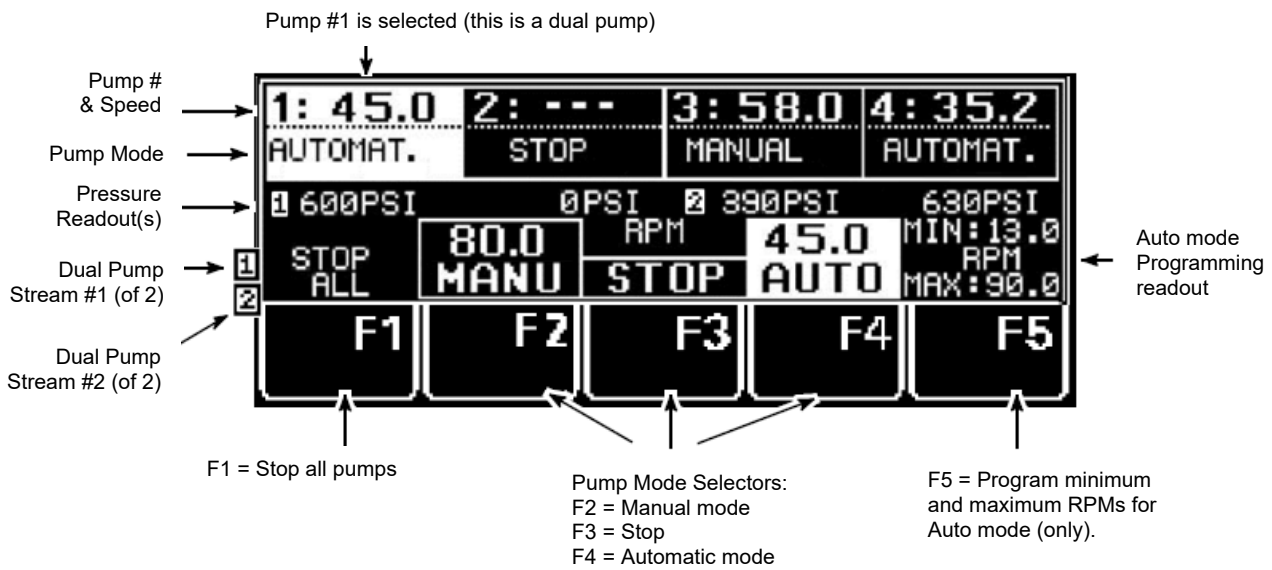 Pump #1 is selected (this is a dual pump)
Pump #
& Speed
1: 45.0 2: --- 3: 58.0 4: 35.2
Pump Mode
AUTOMAT. STOP MANUAL AUTOMAT.
Pressure
Readout(s)
1 600PSI 0PSI 2 390PSI 630PSI
Dual Pump
Stream #1 (of 2)
1
STOP
ALL
80.0
MANU
RPM
STOP
45.0
AUTO
MIN:13.0
RPM
MAX:90.0
Auto mode
Programming
readout
Dual Pump
Stream #2 (of 2)
2
F1 F2 F3 F4 F5
F1 = Stop all pumps
Pump Mode Selectors:
F2 = Manual mode
F3 = Stop
F4 = Automatic mode
F5 = Program minimum
and maximum RPMs for
Auto mode (only).